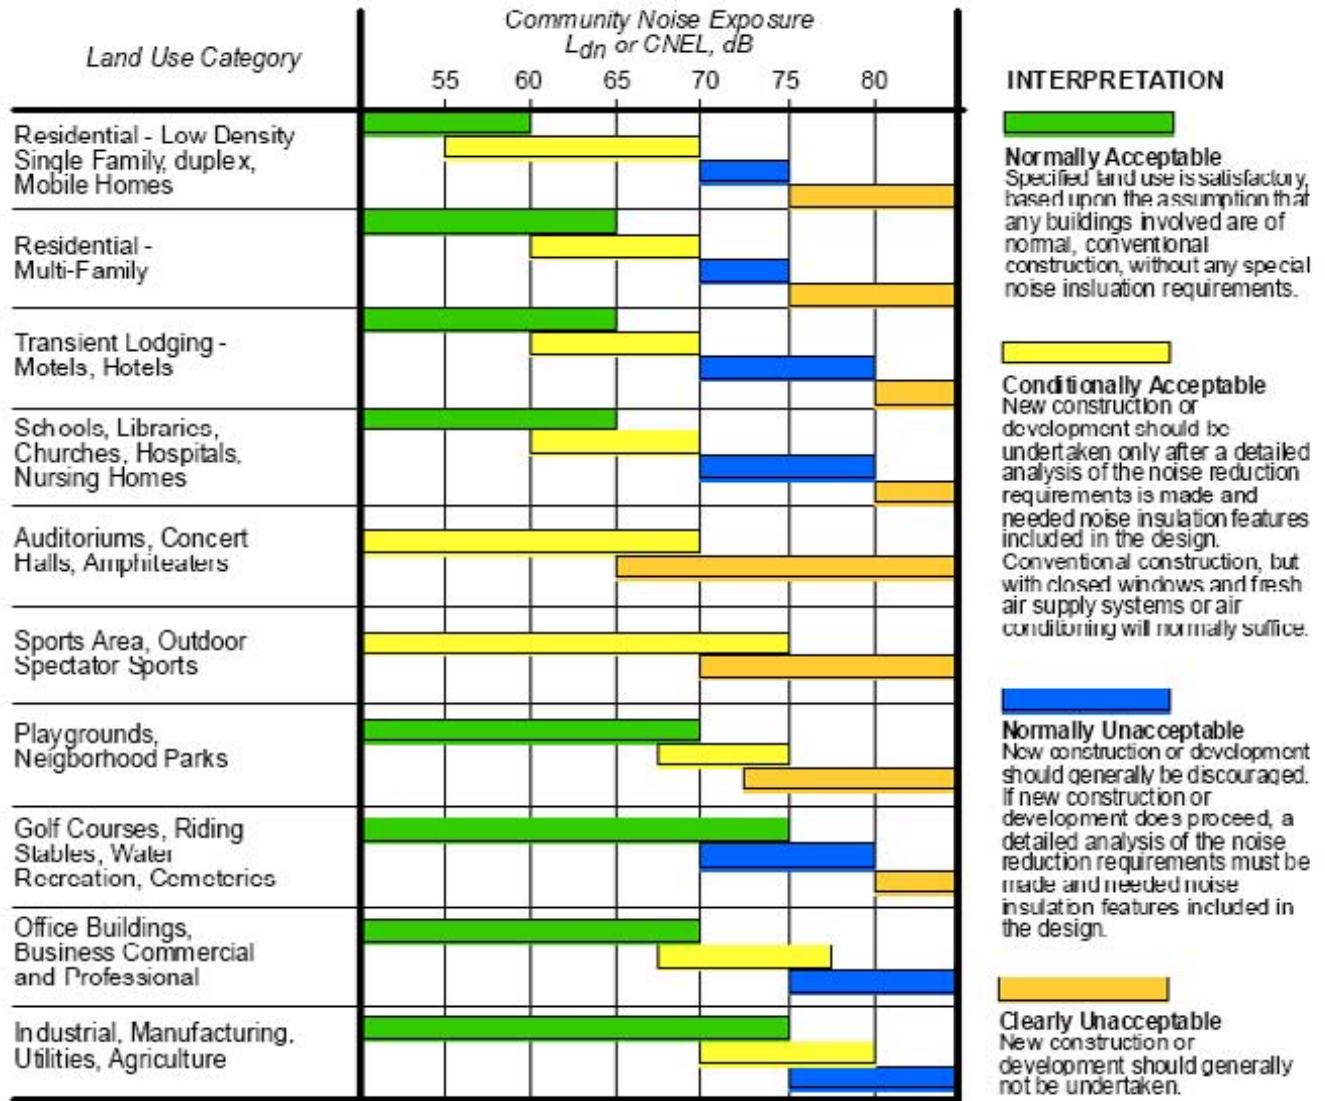 Community Noise Exposure
Ldn or CNEL, dB
Land Use Category
55 60 65 70 75 80
Residential - Low Density
Single Family, duplex,
Mobile Homes
Residential -
Multi-Family
Transient Lodging -
Motels, Hotels
Schools, Libraries,
Churches, Hospitals,
Nursing Homes
Auditoriums, Concert
Halls, Amphiteaters
Sports Area, Outdoor
Spectator Sports
Playgrounds,
Neigborhood Parks
Golf Courses, Riding
Stables, Water
Recreation, Cemeteries
Office Buildings,
Business Commercial
and Professional
Industrial, Manufacturing,
Utilities, Agriculture
INTERPRETATION
Normally Acceptable
Specified land use is satisfactory,
based upon the assumption that
any buildings involved are of
normal, conventional
construction, without any special
noise insluation requirements.
Conditionally Acceptable
New construction or
development should be
undertaken only after a detailed
analysis of the noise reduction
requirements is made and
needed noise insulation features
included in the design.
Conventional construction, but
with closed windows and fresh
air supply systems or air
conditioning will normally suffice.
Normally Unacceptable
New construction or development
should generally be discouraged.
If new construction or
development does proceed, a
detailed analysis of the noise
reduction requirements must be
made and needed noise
insulation features included in
the design.
Clearly Unacceptable
New construction or
development should generally
not be undertaken.